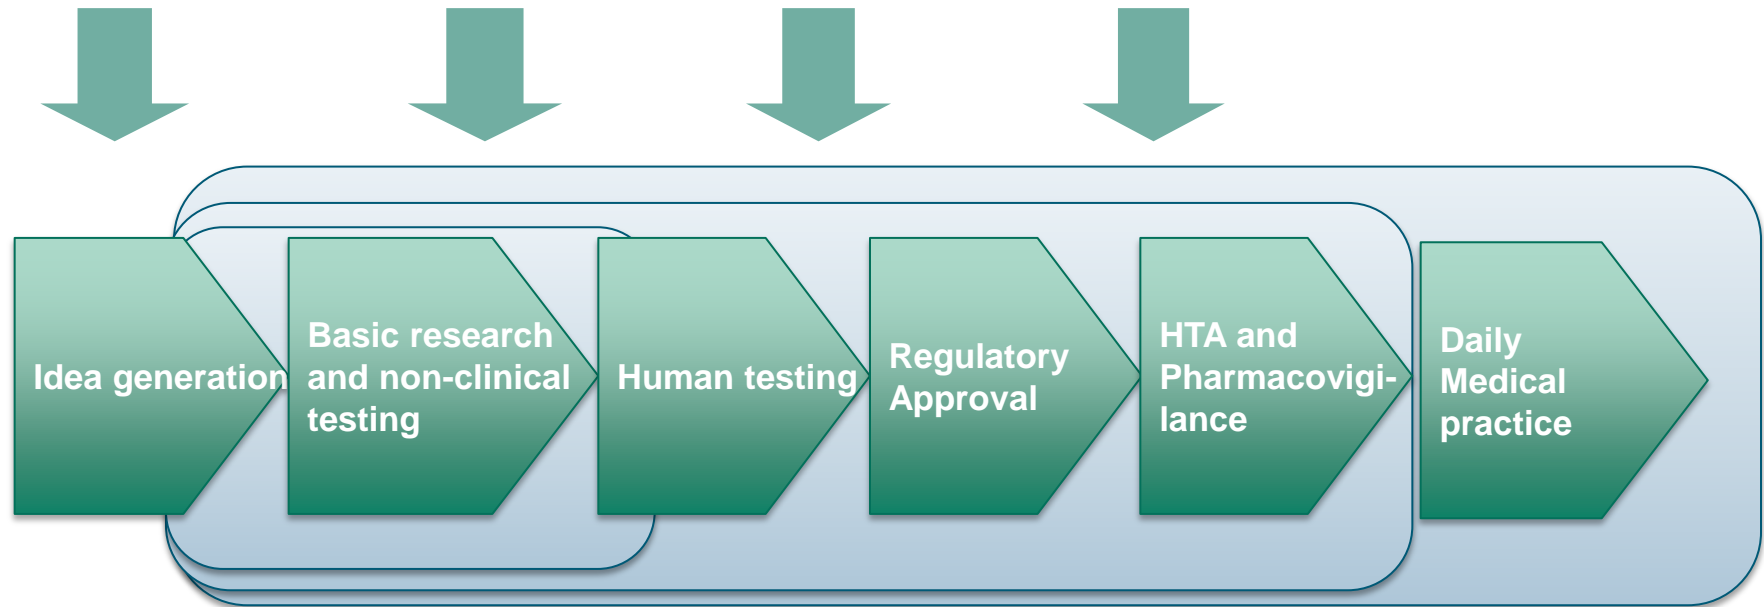 Idea generation
Basic research
and non-clinical
testing
Human testing
Regulatory
Approval
HTA and
Pharmacovigi-
lance
Daily
Medical
practice